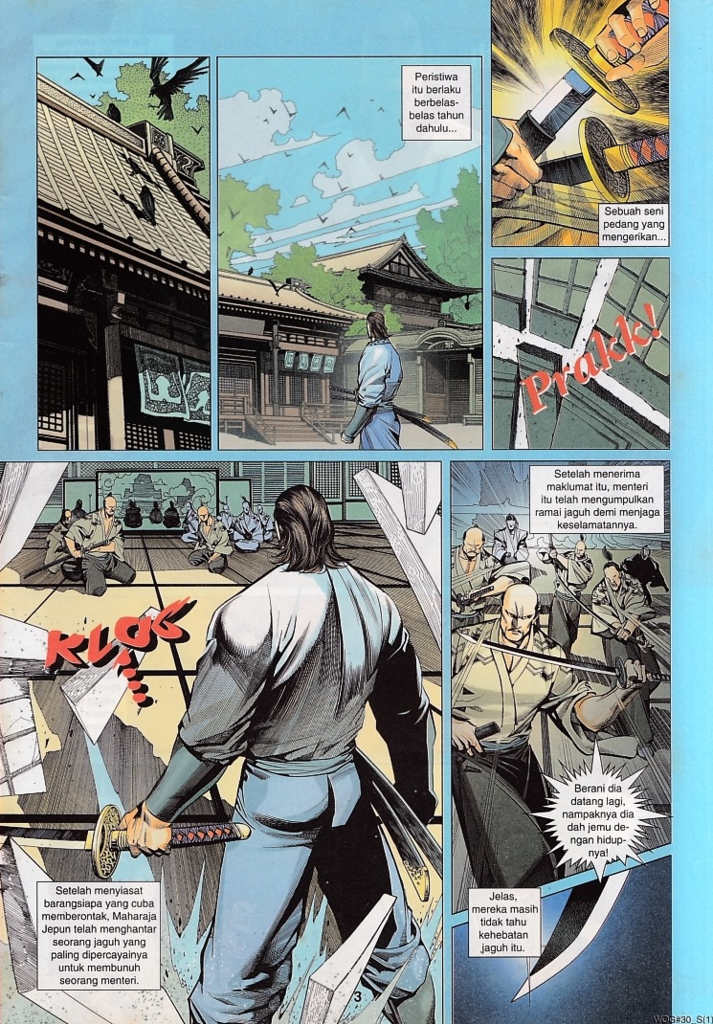 Peristiwa
itu berlaku
berbelas-
belas tahun
dahulu...
Sebuah seni
pedang yang
mengerikan...
Prakk!
Setelah menyiasat
barangsiapa yang cuba
memberontak, Maharaja
Jepun telah menghantar
seorang jaguh yang
paling dipercayainya
untuk membunuh
seorang menteri.
Setelah menerima
maklumat itu, menteri
itu telah mengumpulkan
ramai jaguh demi menjaga
keselamatannya.
Berani dia
datang lagi,
nampaknya dia
dah jemu de-
ngan hidup-
nya!
Jelas,
mereka masih
tidak tahu
kehebatan
jaguh itu.
3